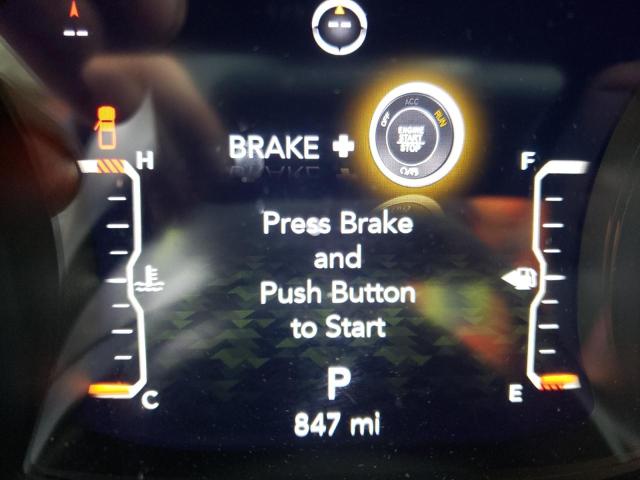 -- --
-- --
ACC
OFF
RUN
ENGINE
START
STOP
BRAKE +
H
F
Press Brake
and
Push Button
to Start
C
P
E
847 mi